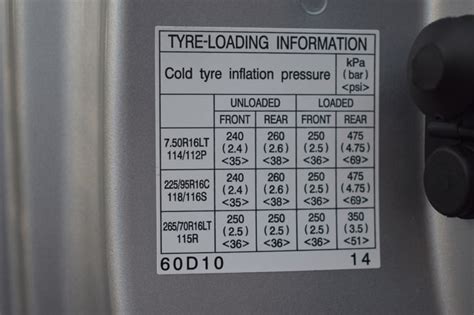 TYRE-LOADING INFORMATION
Cold tyre inflation pressure kPa (bar) <psi>
UNLOADED LOADED
FRONT REAR FRONT REAR
7.50R16LT 240 260 250 475
114/112P (2.4) (2.6) (2.5) (4.75)
<35> <38> <36> <69>
225/95R16C 240 260 250 475
118/116S (2.4) (2.6) (2.5) (4.75)
<35> <38> <36> <69>
265/70R16LT 250 250 250 350
115R (2.5) (2.5) (2.5) (3.5)
<36> <36> <36> <51>
60D10 14